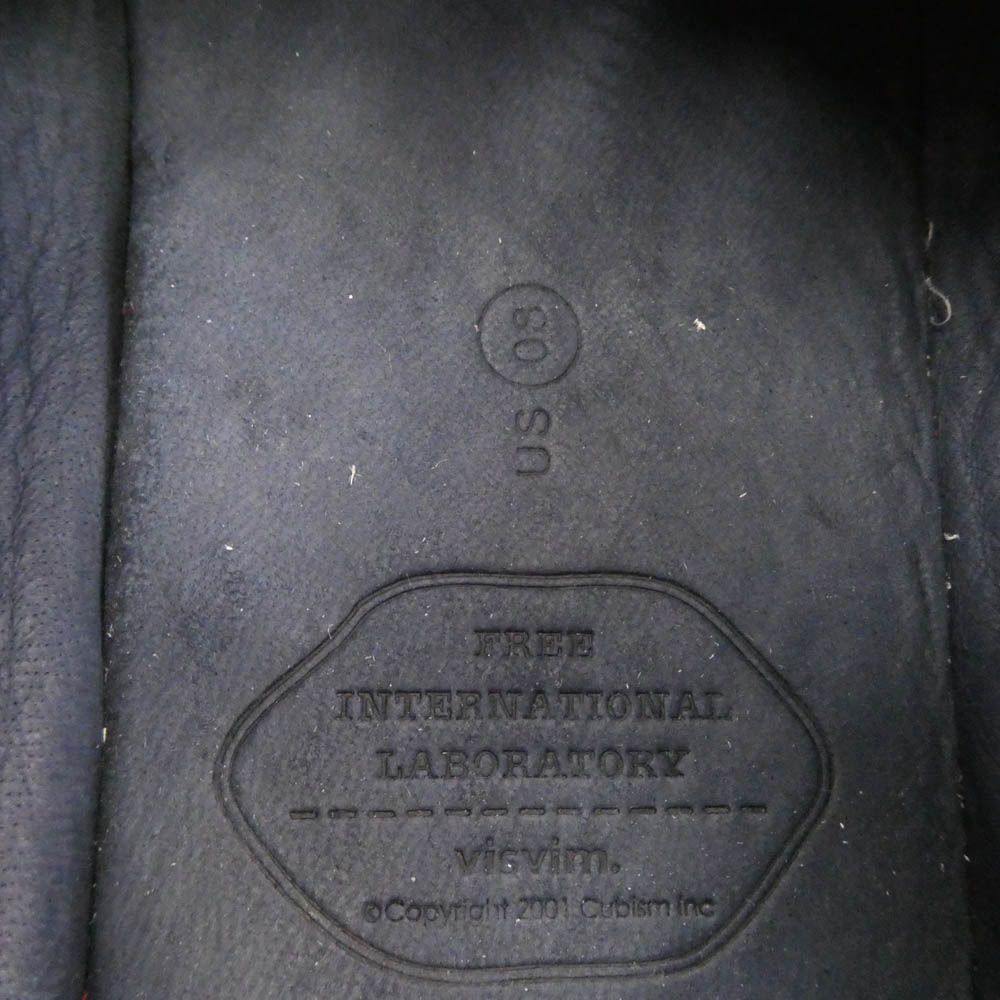 US 08
FREE
INTERNATIONAL
LABORATORY
visvim.
©Copyright 2001 Cubism Inc